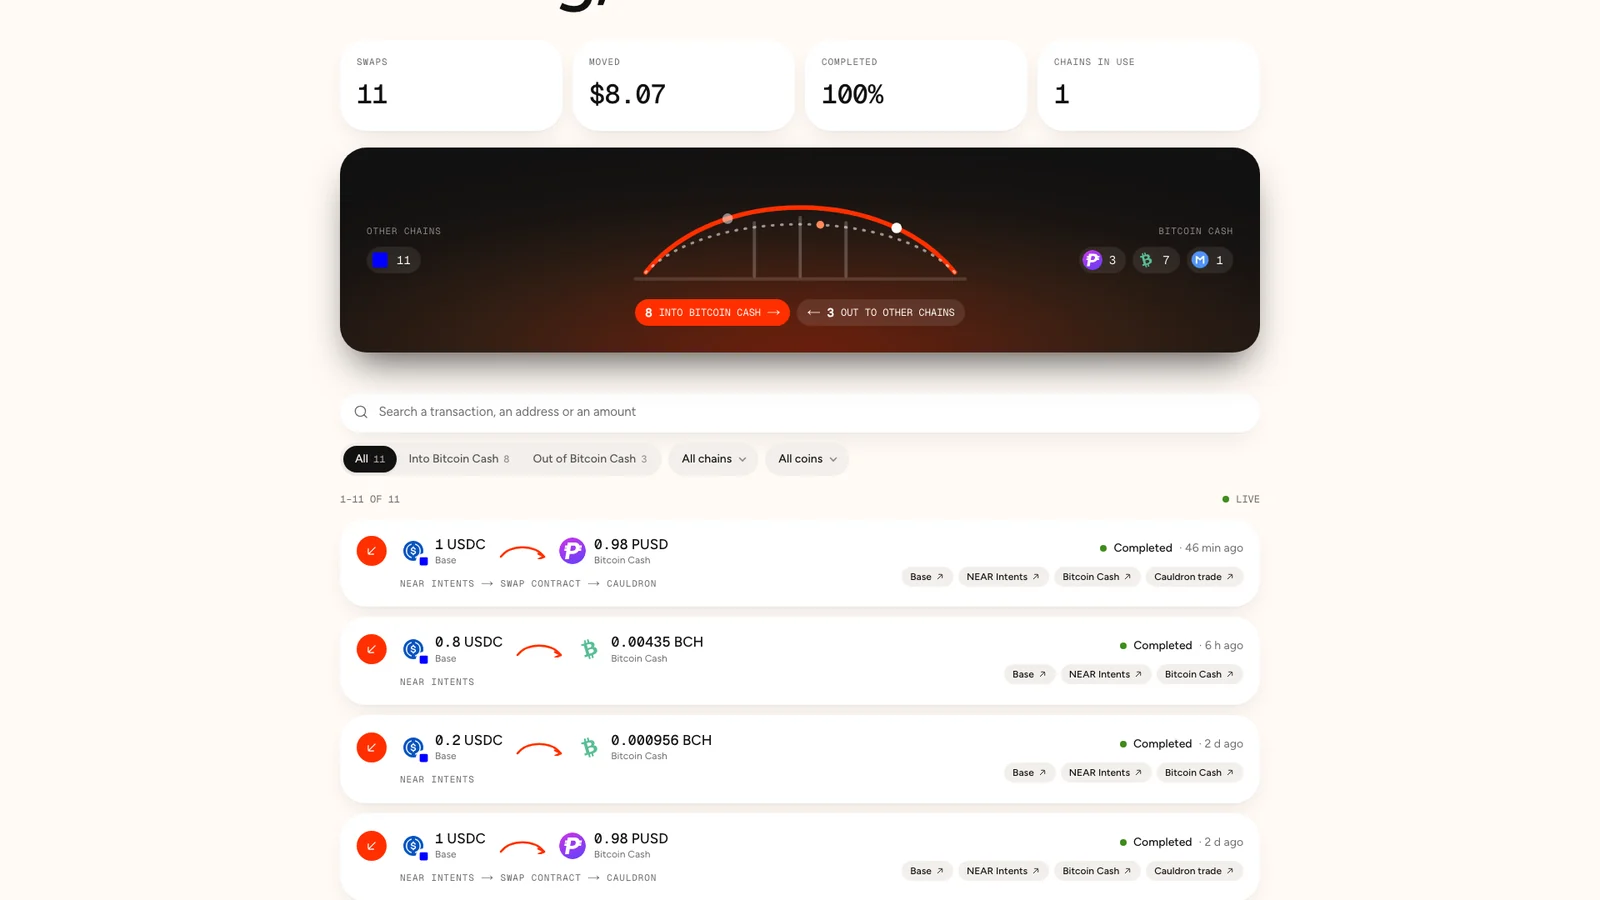 SWAPS
11
MOVED
$8.07
COMPLETED
100%
CHAINS IN USE
1
OTHER CHAINS
11
BITCOIN CASH
3 7 1
8 INTO BITCOIN CASH →
← 3 OUT TO OTHER CHAINS
Search a transaction, an address or an amount
All 11 Into Bitcoin Cash 8 Out of Bitcoin Cash 3 All chains All coins
1–11 OF 11
LIVE
1 USDC
Base
0.98 PUSD
Bitcoin Cash
Completed · 46 min ago
NEAR INTENTS → SWAP CONTRACT → CAULDRON
Base ↗ NEAR Intents ↗ Bitcoin Cash ↗ Cauldron trade ↗
0.8 USDC
Base
0.00435 BCH
Bitcoin Cash
Completed · 6 h ago
NEAR INTENTS
Base ↗ NEAR Intents ↗ Bitcoin Cash ↗
0.2 USDC
Base
0.000956 BCH
Bitcoin Cash
Completed · 2 d ago
NEAR INTENTS
Base ↗ NEAR Intents ↗ Bitcoin Cash ↗
1 USDC
Base
0.98 PUSD
Bitcoin Cash
Completed · 2 d ago
NEAR INTENTS → SWAP CONTRACT → CAULDRON
Base ↗ NEAR Intents ↗ Bitcoin Cash ↗ Cauldron trade ↗